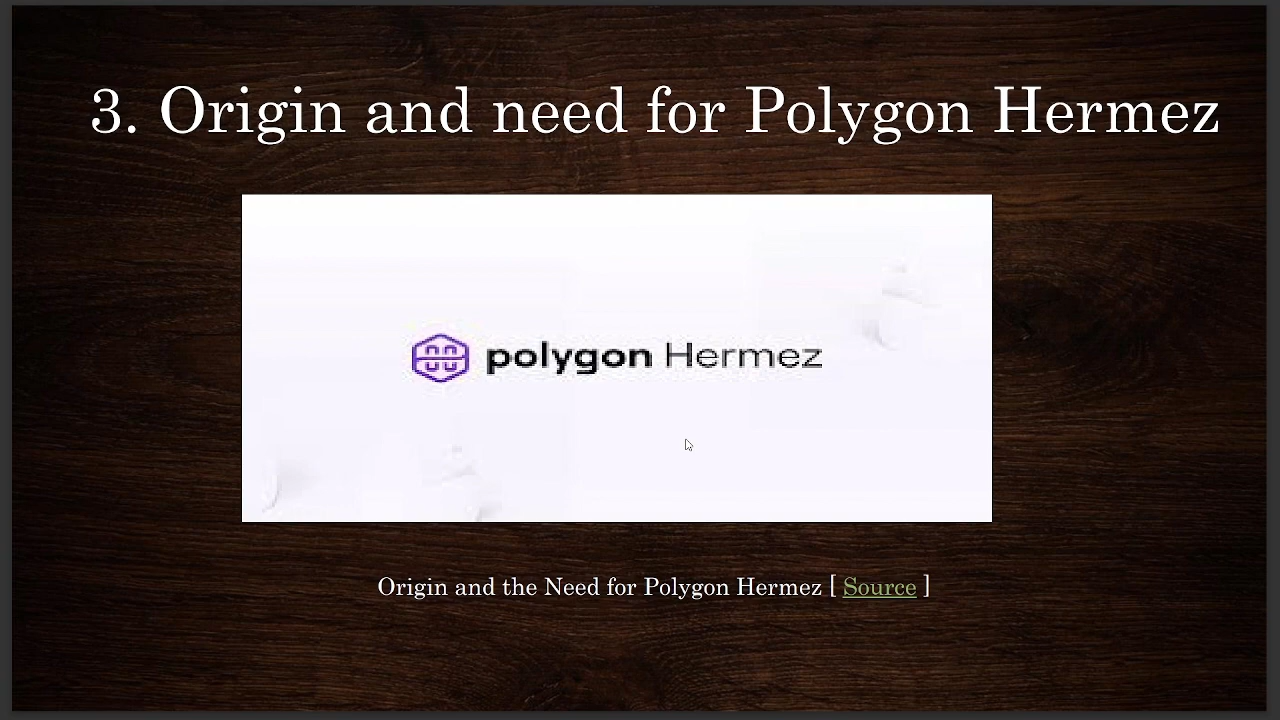 3. Origin and need for Polygon Hermez
polygon Hermez
Origin and the Need for Polygon Hermez [ Source ]